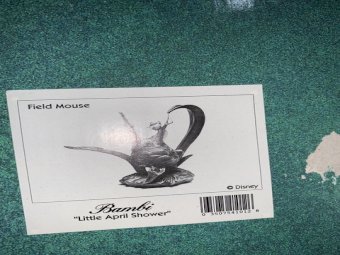 Field Mouse
© Disney
Bambi
"Little April Shower"